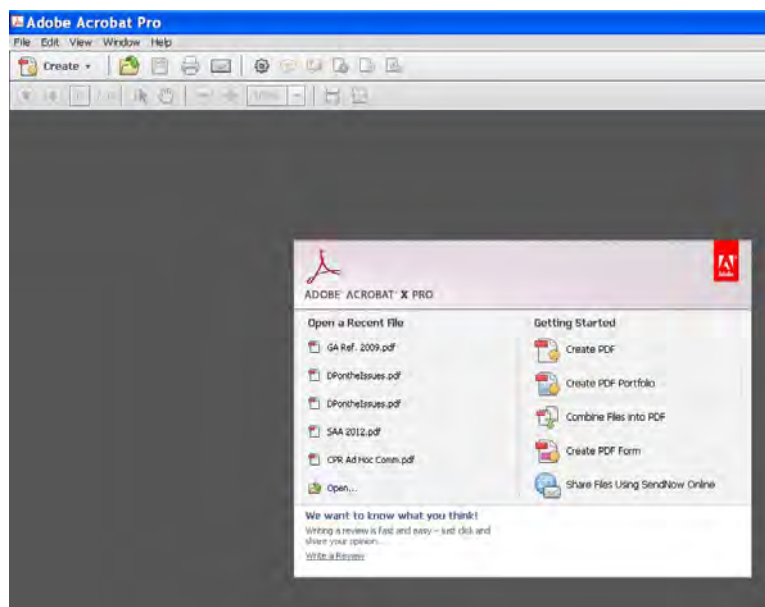 Adobe Acrobat Pro
File Edit View Window Help
Create
ADOBE ACROBAT X PRO
Adobe
Open a Recent File
GA Ref. 2009.pdf
DPontheIssues.pdf
DPontheIssues.pdf
SAA 2012.pdf
CPR Ad Hoc Comm.pdf
Open...
Getting Started
Create PDF
Create PDF Portfolio
Combine Files into PDF
Create PDF Form
Share Files Using SendNow Online
We want to know what you think!
Writing a review is fast and easy – just click and
share your opinion...
Write a Review